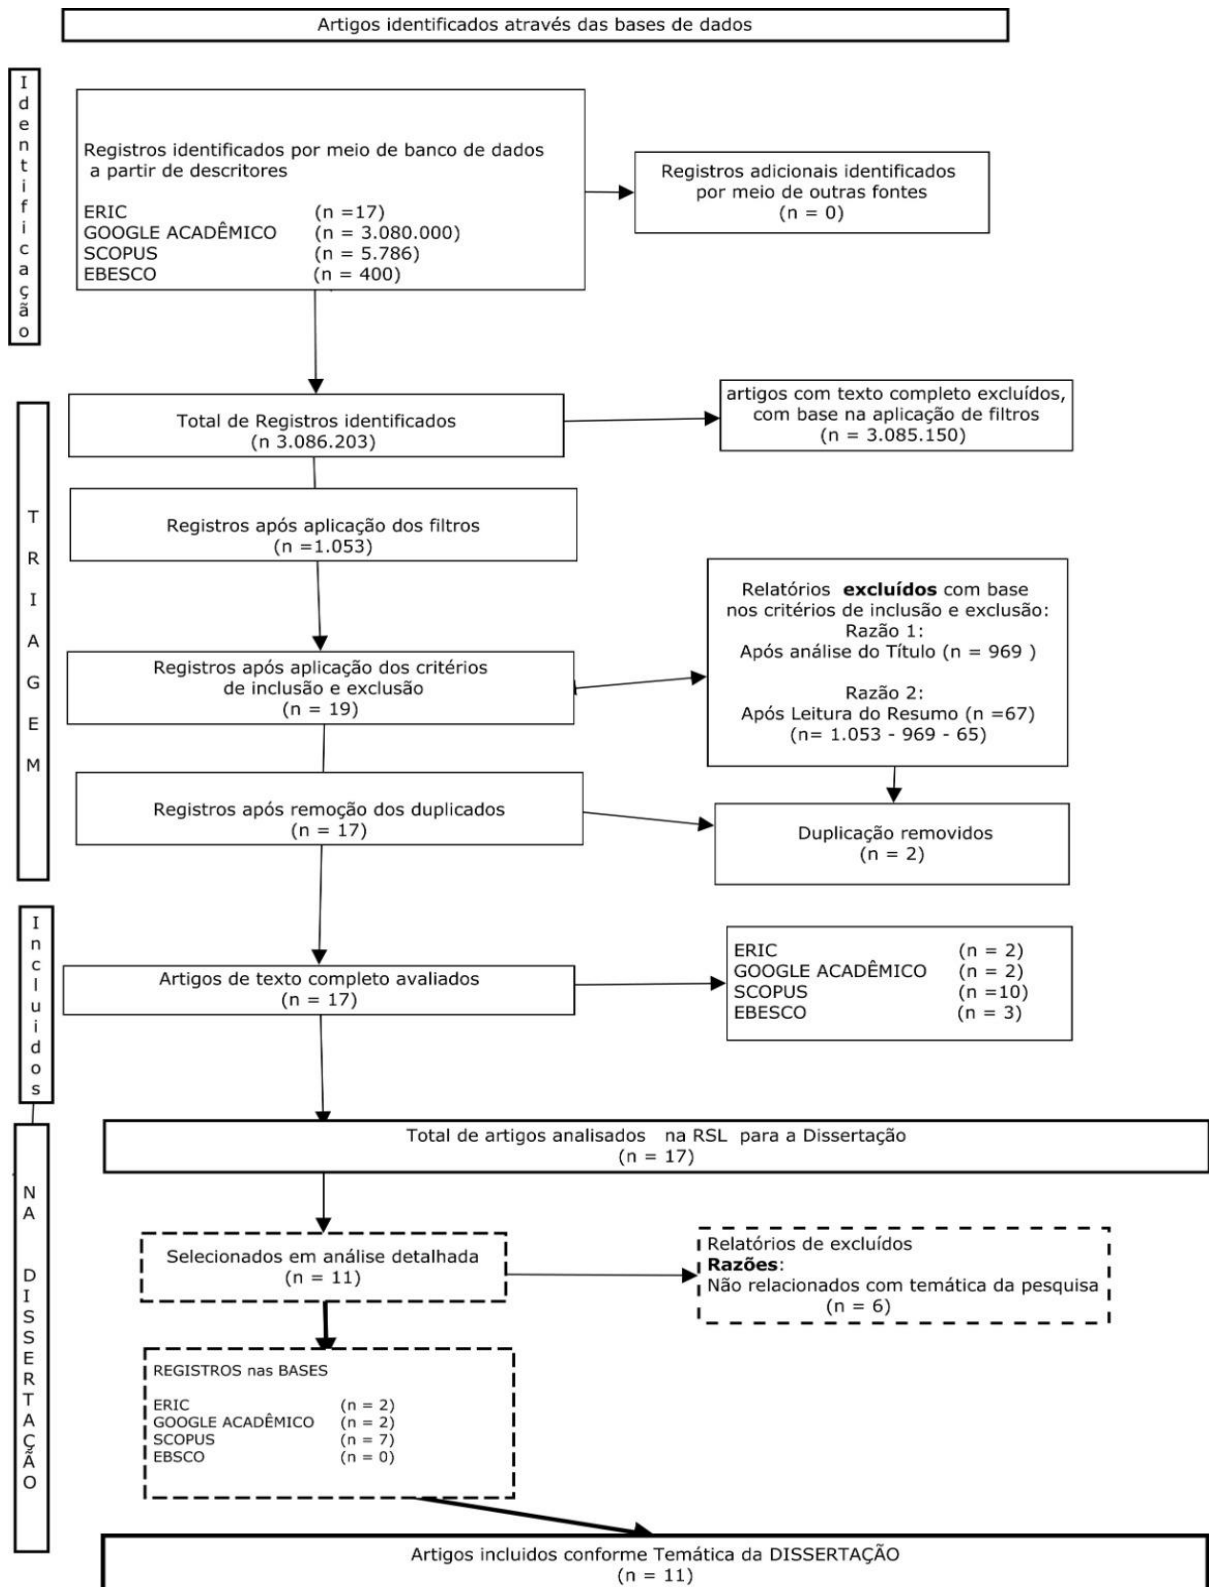 Artigos identificados através das bases de dados
Identificação
Registros identificados por meio de banco de dados
a partir de descritores
ERIC (n =17)
GOOGLE ACADÊMICO (n = 3.080.000)
SCOPUS (n = 5.786)
EBESCO (n = 400)
Registros adicionais identificados
por meio de outras fontes
(n = 0)
TRIAGEM
Total de Registros identificados
(n 3.086.203)
artigos com texto completo excluídos,
com base na aplicação de filtros
(n = 3.085.150)
Registros após aplicação dos filtros
(n =1.053)
Registros após aplicação dos critérios
de inclusão e exclusão
(n = 19)
Relatórios excluídos com base
nos critérios de inclusão e exclusão:
Razão 1:
Após análise do Título (n = 969 )
Razão 2:
Após Leitura do Resumo (n =67)
(n= 1.053 - 969 - 65)
Registros após remoção dos duplicados
(n = 17)
Duplicação removidos
(n = 2)
Incluidos
Artigos de texto completo avaliados
(n = 17)
ERIC (n = 2)
GOOGLE ACADÊMICO (n = 2)
SCOPUS (n =10)
EBESCO (n = 3)
NA DISSERTAÇÃO
Total de artigos analisados na RSL para a Dissertação
(n = 17)
Selecionados em análise detalhada
(n = 11)
Relatórios de excluídos
Razões:
Não relacionados com temática da pesquisa
(n = 6)
REGISTROS nas BASES
ERIC (n = 2)
GOOGLE ACADÊMICO (n = 2)
SCOPUS (n = 7)
EBSCO (n = 0)
Artigos incluidos conforme Temática da DISSERTAÇÃO
(n = 11)